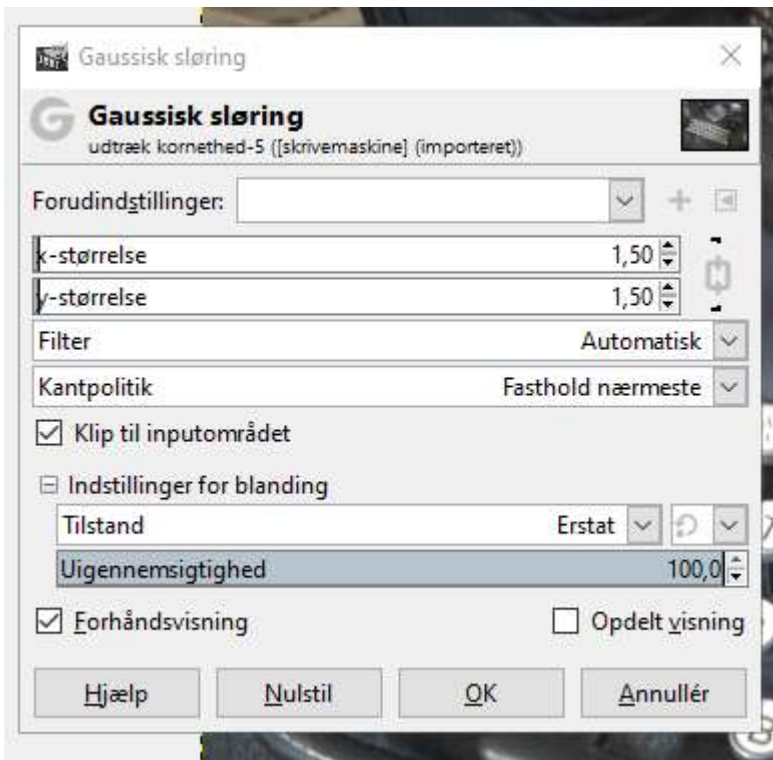 Gaussisk sløring
G Gaussisk sløring
udtræk kornethed-5 ([skrivemaskine] (importeret))
Forudindstillinger:
x-størrelse 1,50
y-størrelse 1,50
Filter Automatisk
Kantpolitik Fasthold nærmeste
Klip til inputområdet
Indstillinger for blanding
Tilstand Erstat
Uigennemsigtighed 100,0
Forhåndsvisning Opdelt visning
Hjælp Nulstil OK Annullér